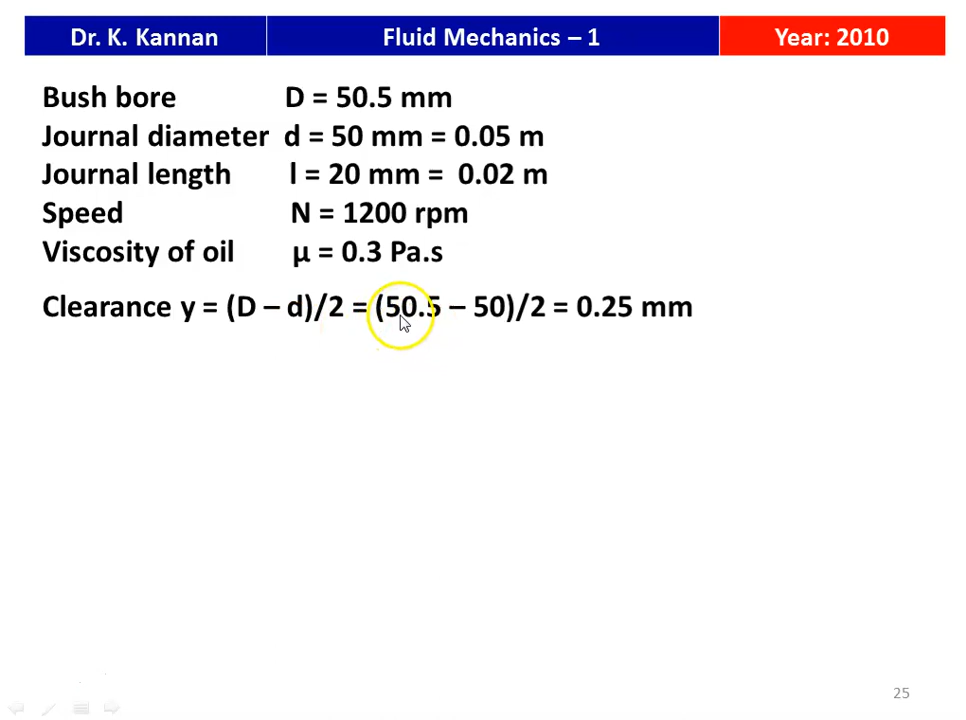 Dr. K. Kannan Fluid Mechanics – 1 Year: 2010
Bush bore D = 50.5 mm
Journal diameter d = 50 mm = 0.05 m
Journal length l = 20 mm = 0.02 m
Speed N = 1200 rpm
Viscosity of oil µ = 0.3 Pa.s
Clearance y = (D – d)/2 = (50.5 – 50)/2 = 0.25 mm
25